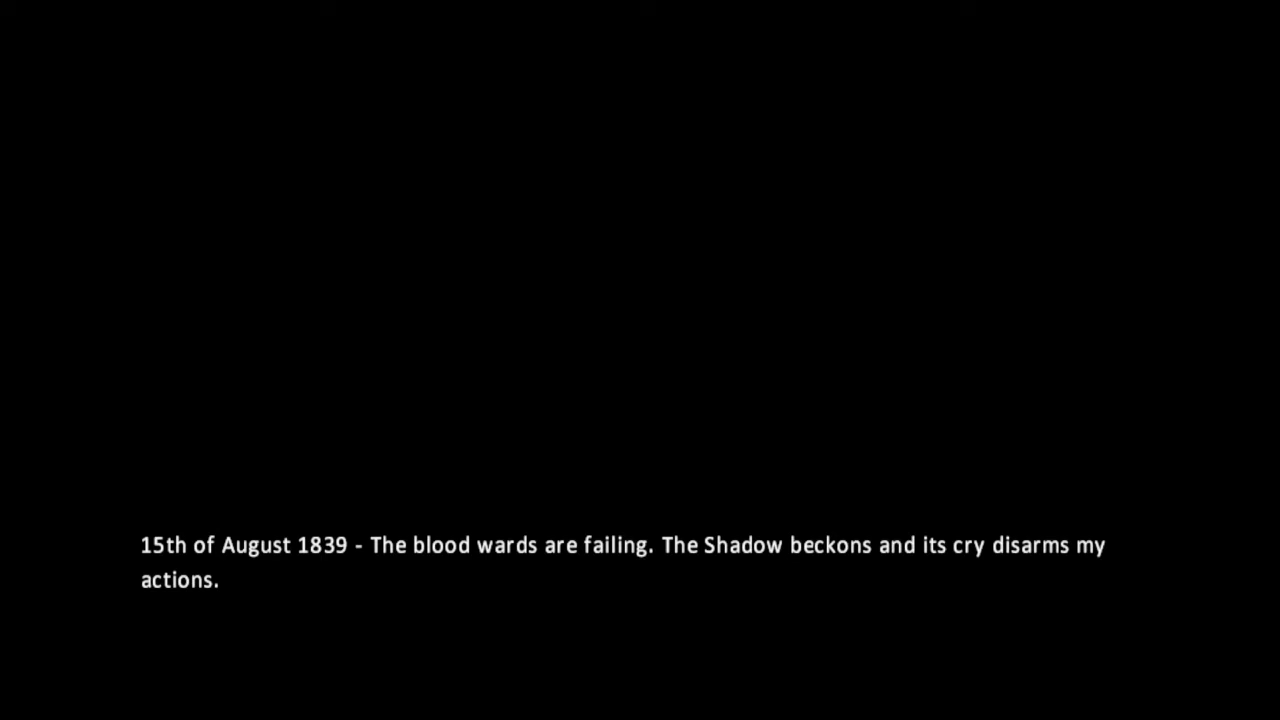 15th of August 1839 - The blood wards are failing. The Shadow beckons and its cry disarms my
actions.